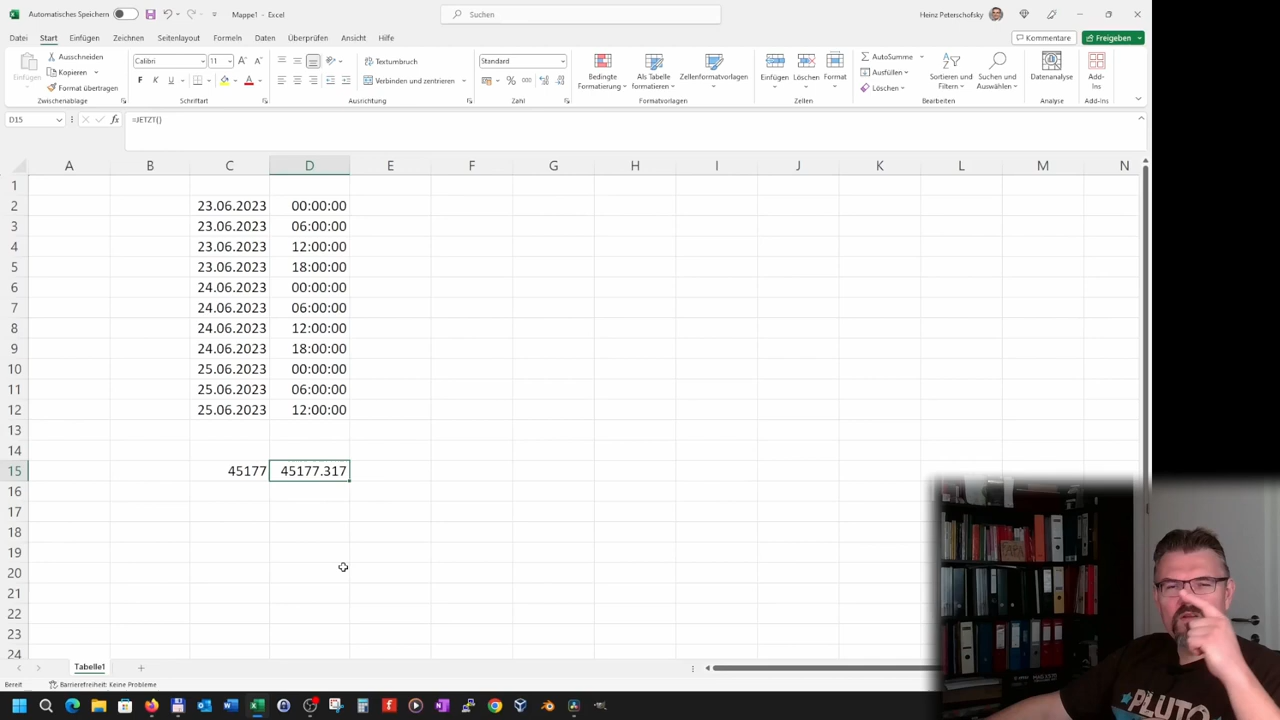 Automatisches Speichern
Mappe1 - Excel
Suchen
Heinz Peterschofsky
Datei Start Einfügen Zeichnen Seitenlayout Formeln Daten Überprüfen Ansicht Hilfe
Kommentare
Freigeben
Einfügen
Ausschneiden
Kopieren
Format übertragen
Zwischenablage
Calibri 11
F K U
Schriftart
Textumbruch
Verbinden und zentrieren
Ausrichtung
Standard
Zahl
Bedingte Formatierung
Als Tabelle formatieren
Zellenformatvorlagen
Formatvorlagen
Einfügen Löschen Format
Zellen
AutoSumme
Ausfüllen
Löschen
Sortieren und Filtern
Suchen und Auswählen
Bearbeiten
Datenanalyse
Analyse
Add-Ins
Add-Ins
D15 fx =JETZT()
A B C D E F G H I J K L M N
1
2 23.06.2023 00:00:00
3 23.06.2023 06:00:00
4 23.06.2023 12:00:00
5 23.06.2023 18:00:00
6 24.06.2023 00:00:00
7 24.06.2023 06:00:00
8 24.06.2023 12:00:00
9 24.06.2023 18:00:00
10 25.06.2023 00:00:00
11 25.06.2023 06:00:00
12 25.06.2023 12:00:00
13
14
15 45177 45177.317
16
17
18
19
20
21
22
23
24
PLUTO
Tabelle1
Bereit
Barrierefreiheit: Keine Probleme